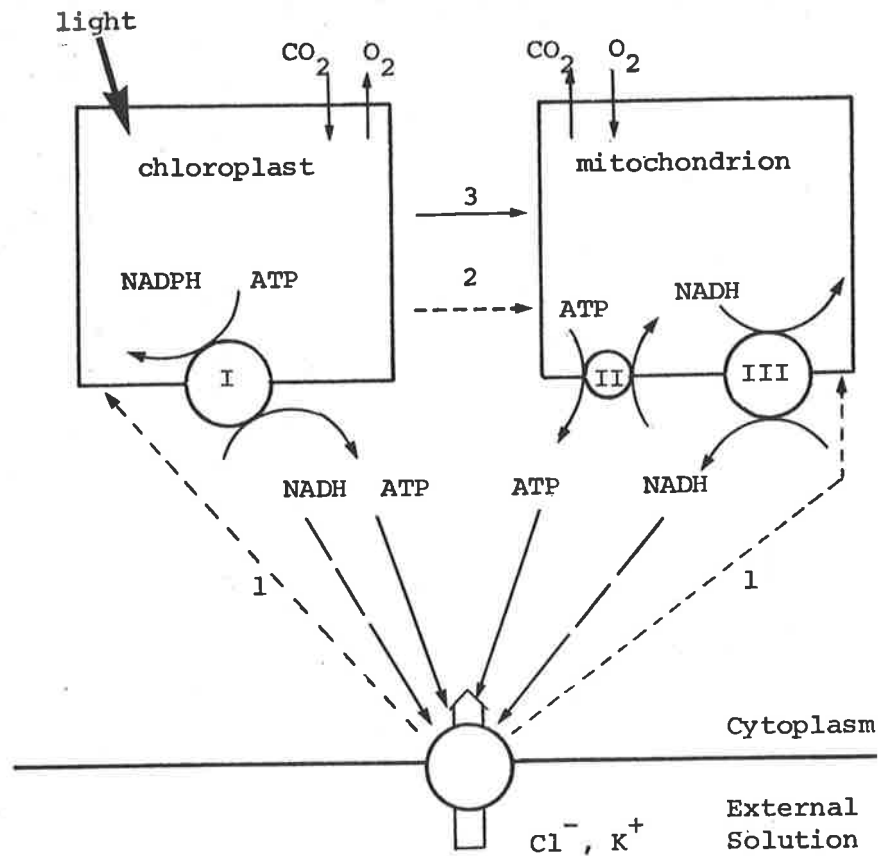 light
CO2 O2
CO2 O2
chloroplast
mitochondrion
3
2
NADPH ATP
ATP
NADH
I
II
III
NADH ATP
ATP
NADH
1
1
Cytoplasm
External
Solution
Cl⁻, K⁺